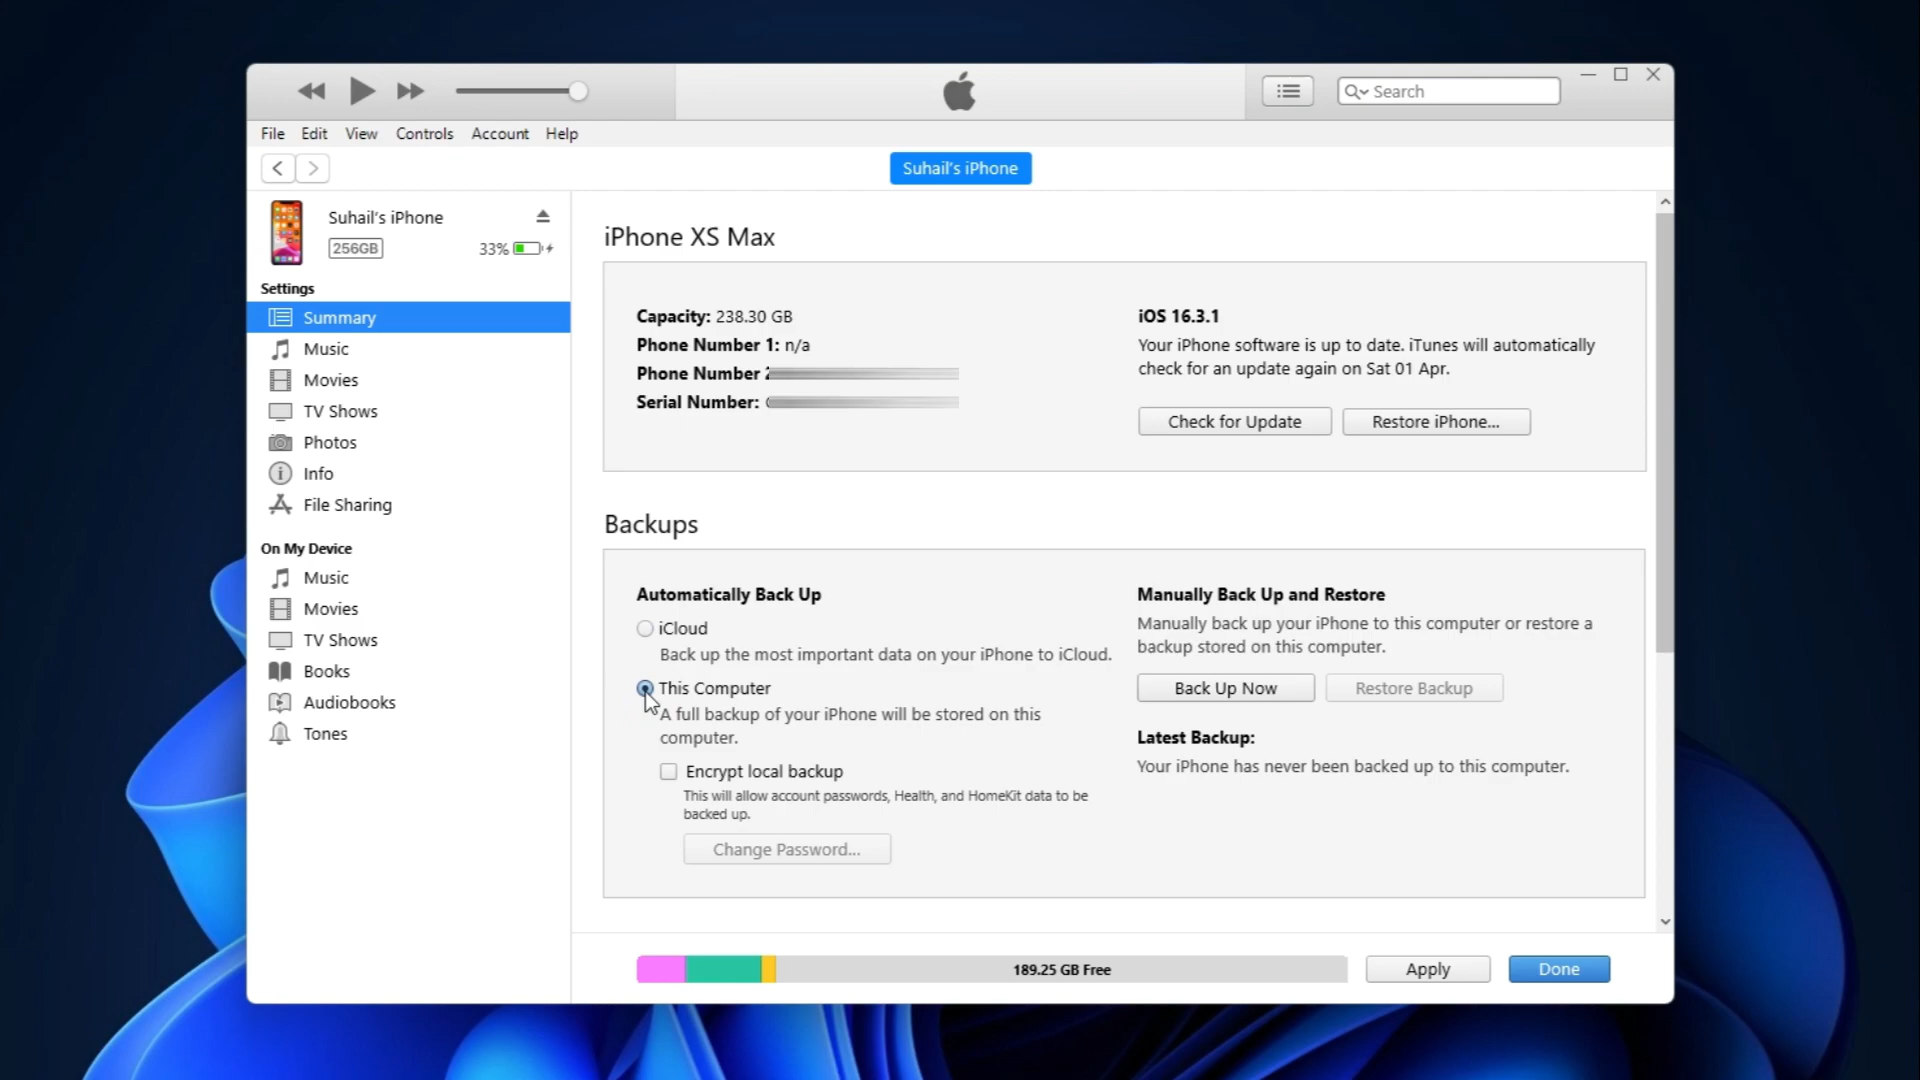 Search
File Edit View Controls Account Help
Suhail's iPhone
Suhail's iPhone
256GB 33%
Settings
Summary
Music
Movies
TV Shows
Photos
Info
File Sharing
On My Device
Music
Movies
TV Shows
Books
Audiobooks
Tones
iPhone XS Max
Capacity: 238.30 GB
Phone Number 1: n/a
Phone Number
Serial Number:
iOS 16.3.1
Your iPhone software is up to date. iTunes will automatically
check for an update again on Sat 01 Apr.
Check for Update Restore iPhone...
Backups
Automatically Back Up
iCloud
Back up the most important data on your iPhone to iCloud.
This Computer
A full backup of your iPhone will be stored on this
computer.
Encrypt local backup
This will allow account passwords, Health, and HomeKit data to be
backed up.
Change Password...
Manually Back Up and Restore
Manually back up your iPhone to this computer or restore a
backup stored on this computer.
Back Up Now Restore Backup
Latest Backup:
Your iPhone has never been backed up to this computer.
189.25 GB Free
Apply Done